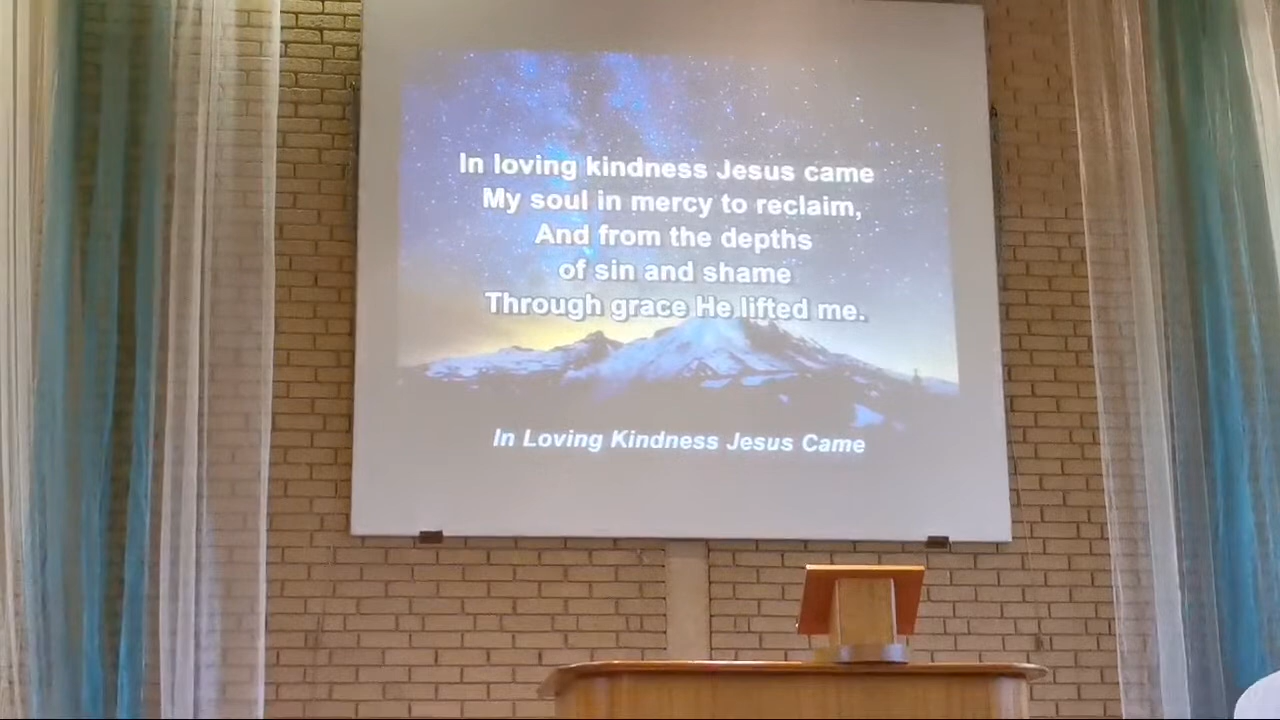 In loving kindness Jesus came
My soul in mercy to reclaim,
And from the depths
of sin and shame
Through grace He lifted me.
In Loving Kindness Jesus Came